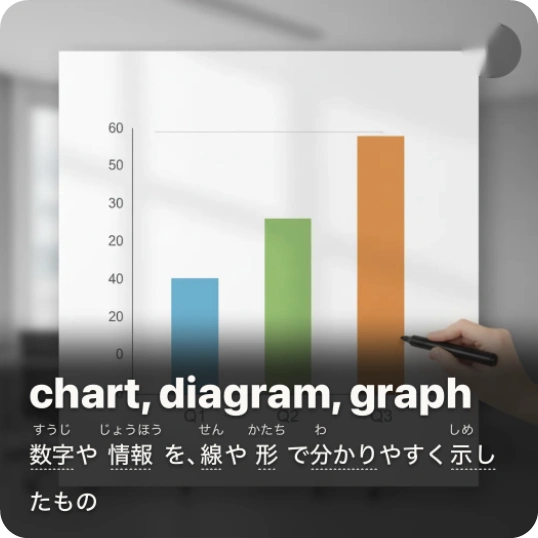 60
50
30
20
40
20
0
Q1 Q2 Q3
chart, diagram, graph
すうじ じょうほう せん かたち わ しめ
数字や 情報 を、線や 形 で分かりやすく示し
たもの